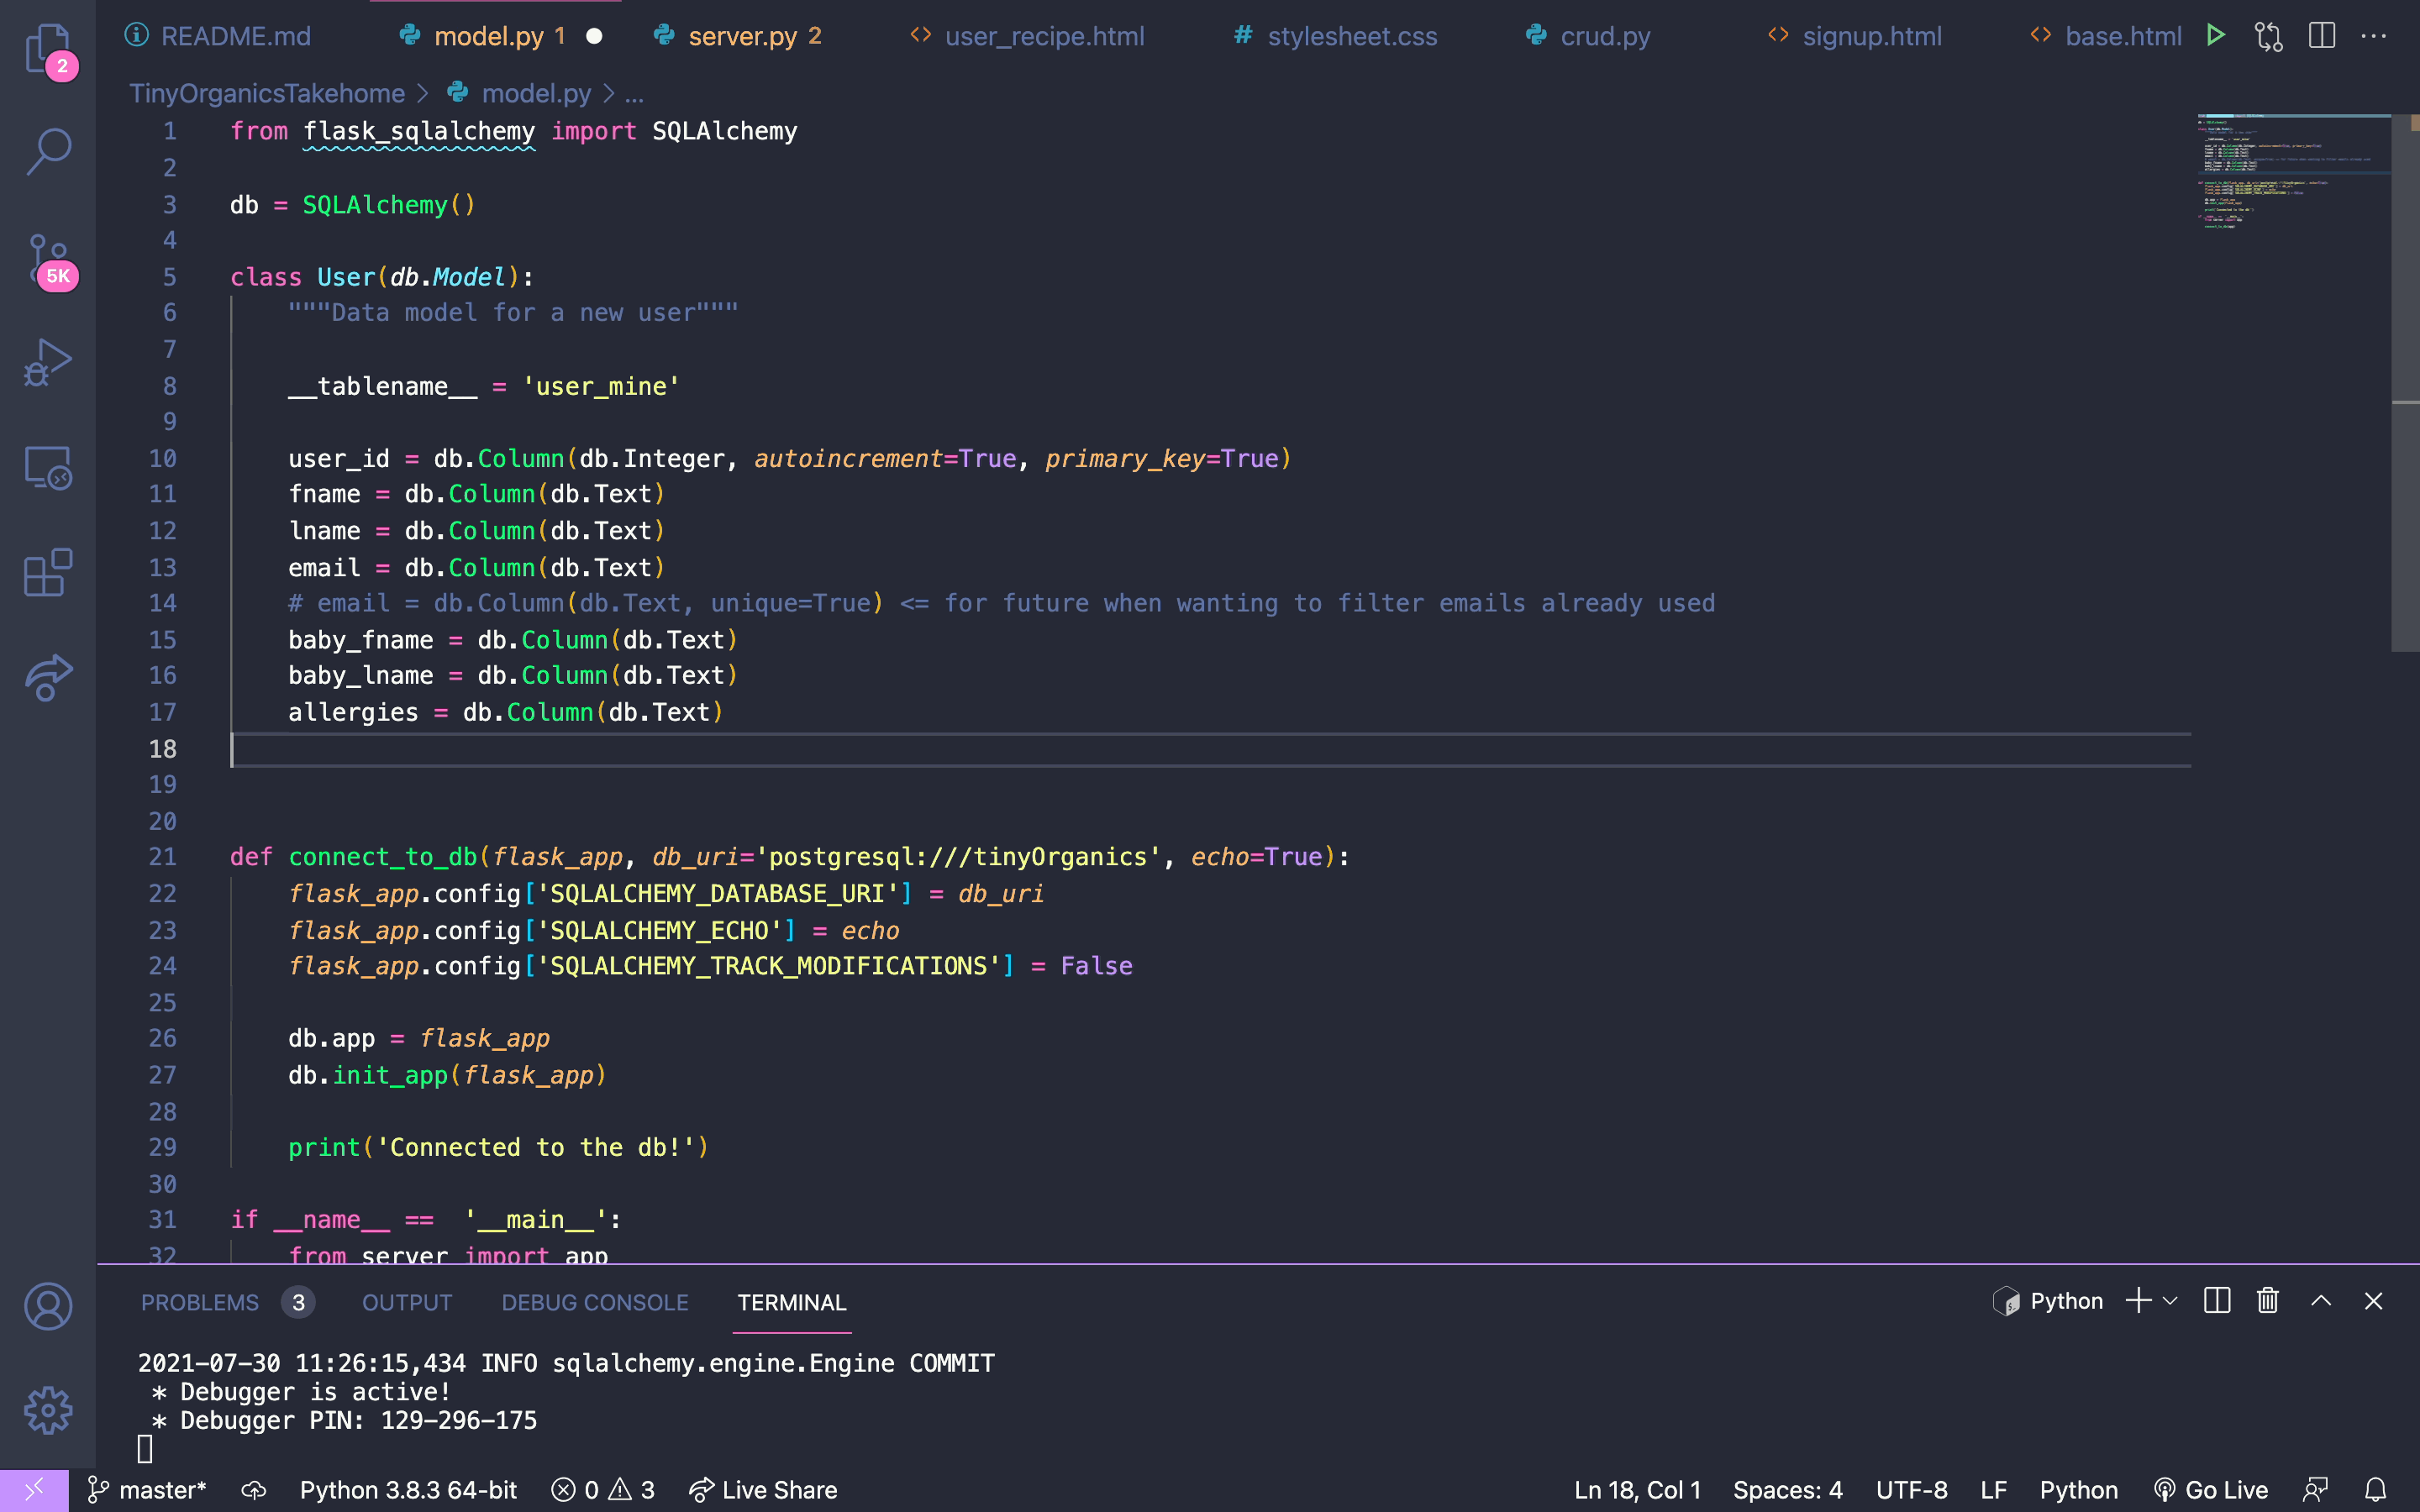 README.md model.py 1 server.py 2 user_recipe.html # stylesheet.css crud.py signup.html base.html
2
TinyOrganicsTakehome > model.py > ...
1 from flask_sqlalchemy import SQLAlchemy
2
3 db = SQLAlchemy()
4
5 class User(db.Model):
6 """Data model for a new user"""
7
8 __tablename__ = 'user_mine'
9
10 user_id = db.Column(db.Integer, autoincrement=True, primary_key=True)
11 fname = db.Column(db.Text)
12 lname = db.Column(db.Text)
13 email = db.Column(db.Text)
14 # email = db.Column(db.Text, unique=True) <= for future when wanting to filter emails already used
15 baby_fname = db.Column(db.Text)
16 baby_lname = db.Column(db.Text)
17 allergies = db.Column(db.Text)
18
19
20
21 def connect_to_db(flask_app, db_uri='postgresql:///tinyOrganics', echo=True):
22 flask_app.config['SQLALCHEMY_DATABASE_URI'] = db_uri
23 flask_app.config['SQLALCHEMY_ECHO'] = echo
24 flask_app.config['SQLALCHEMY_TRACK_MODIFICATIONS'] = False
25
26 db.app = flask_app
27 db.init_app(flask_app)
28
29 print('Connected to the db!')
30
31 if __name__ == '__main__':
32 from server import app
5K
PROBLEMS 3 OUTPUT DEBUG CONSOLE TERMINAL Python
2021-07-30 11:26:15,434 INFO sqlalchemy.engine.Engine COMMIT
* Debugger is active!
* Debugger PIN: 129-296-175
master* Python 3.8.3 64-bit 0 3 Live Share Ln 18, Col 1 Spaces: 4 UTF-8 LF Python Go Live